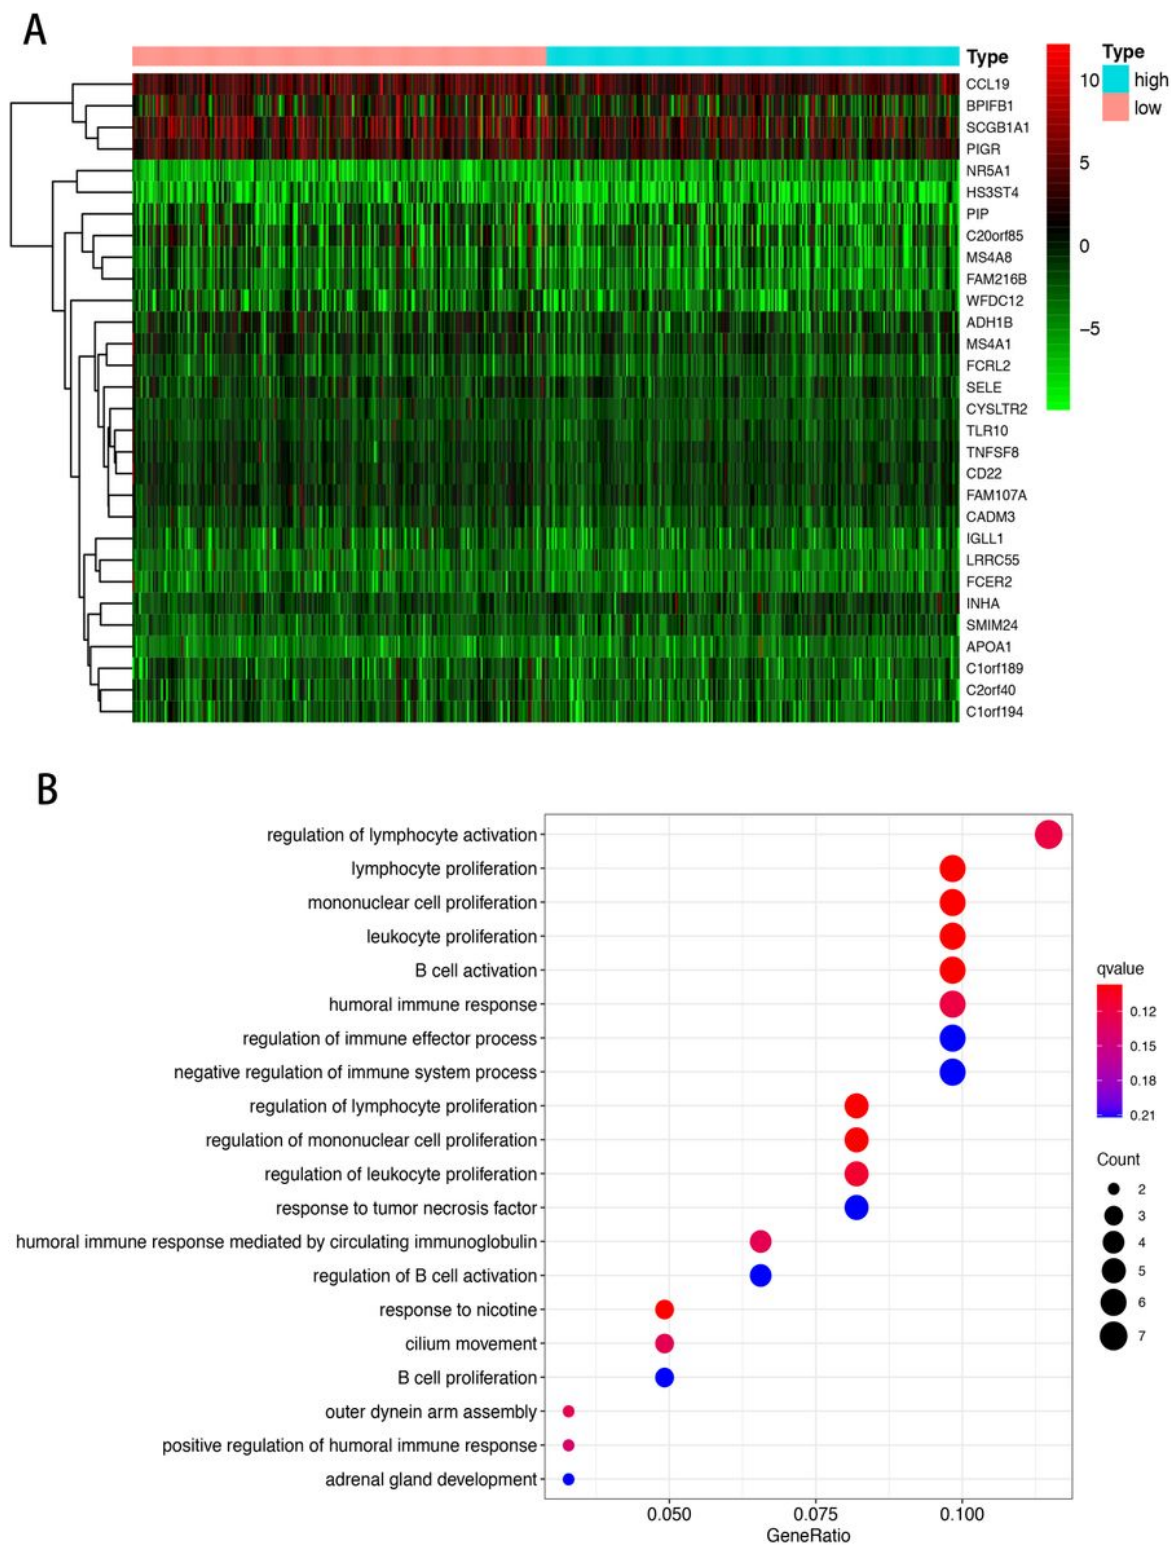 A
Type
CCL19
BPIFB1
SCGB1A1
PIGR
NR5A1
HS3ST4
PIP
C20orf85
MS4A8
FAM216B
WFDC12
ADH1B
MS4A1
FCRL2
SELE
CYSLTR2
TLR10
TNFSF8
CD22
FAM107A
CADM3
IGLL1
LRRC55
FCER2
INHA
SMIM24
APOA1
C1orf189
C2orf40
C1orf194
10
5
0
−5
Type
high
low
B
regulation of lymphocyte activation
lymphocyte proliferation
mononuclear cell proliferation
leukocyte proliferation
B cell activation
humoral immune response
regulation of immune effector process
negative regulation of immune system process
regulation of lymphocyte proliferation
regulation of mononuclear cell proliferation
regulation of leukocyte proliferation
response to tumor necrosis factor
humoral immune response mediated by circulating immunoglobulin
regulation of B cell activation
response to nicotine
cilium movement
B cell proliferation
outer dynein arm assembly
positive regulation of humoral immune response
adrenal gland development
0.050 0.075 0.100
GeneRatio
qvalue
0.12
0.15
0.18
0.21
Count
2
3
4
5
6
7